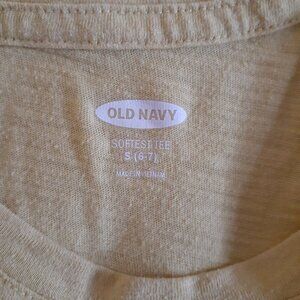 OLD NAVY
SOFTEST TEE
S (6-7)
MADE IN VIETNAM